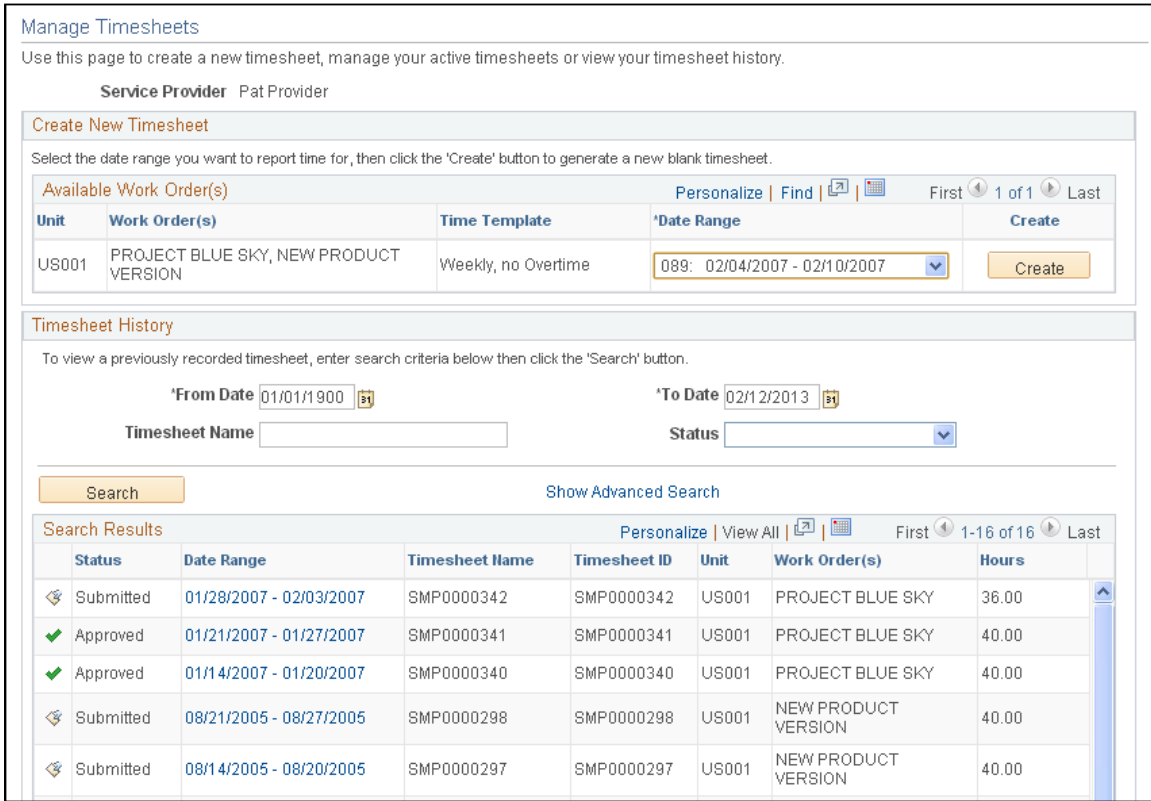 Manage Timesheets
Use this page to create a new timesheet, manage your active timesheets or view your timesheet history.
Service Provider Pat Provider
Create New Timesheet
Select the date range you want to report time for, then click the 'Create' button to generate a new blank timesheet.
Available Work Order(s) Personalize | Find | | First 1 of 1 Last
Unit Work Order(s) Time Template *Date Range Create
US001 PROJECT BLUE SKY, NEW PRODUCT VERSION Weekly, no Overtime 089: 02/04/2007 - 02/10/2007 Create
Timesheet History
To view a previously recorded timesheet, enter search criteria below then click the 'Search' button.
*From Date 01/01/1900 31 *To Date 02/12/2013 31
Timesheet Name Status
Search Show Advanced Search
Search Results Personalize | View All | | First 1-16 of 16 Last
Status Date Range Timesheet Name Timesheet ID Unit Work Order(s) Hours
Submitted 01/28/2007 - 02/03/2007 SMP0000342 SMP0000342 US001 PROJECT BLUE SKY 36.00
Approved 01/21/2007 - 01/27/2007 SMP0000341 SMP0000341 US001 PROJECT BLUE SKY 40.00
Approved 01/14/2007 - 01/20/2007 SMP0000340 SMP0000340 US001 PROJECT BLUE SKY 40.00
Submitted 08/21/2005 - 08/27/2005 SMP0000298 SMP0000298 US001 NEW PRODUCT VERSION 40.00
Submitted 08/14/2005 - 08/20/2005 SMP0000297 SMP0000297 US001 NEW PRODUCT VERSION 40.00